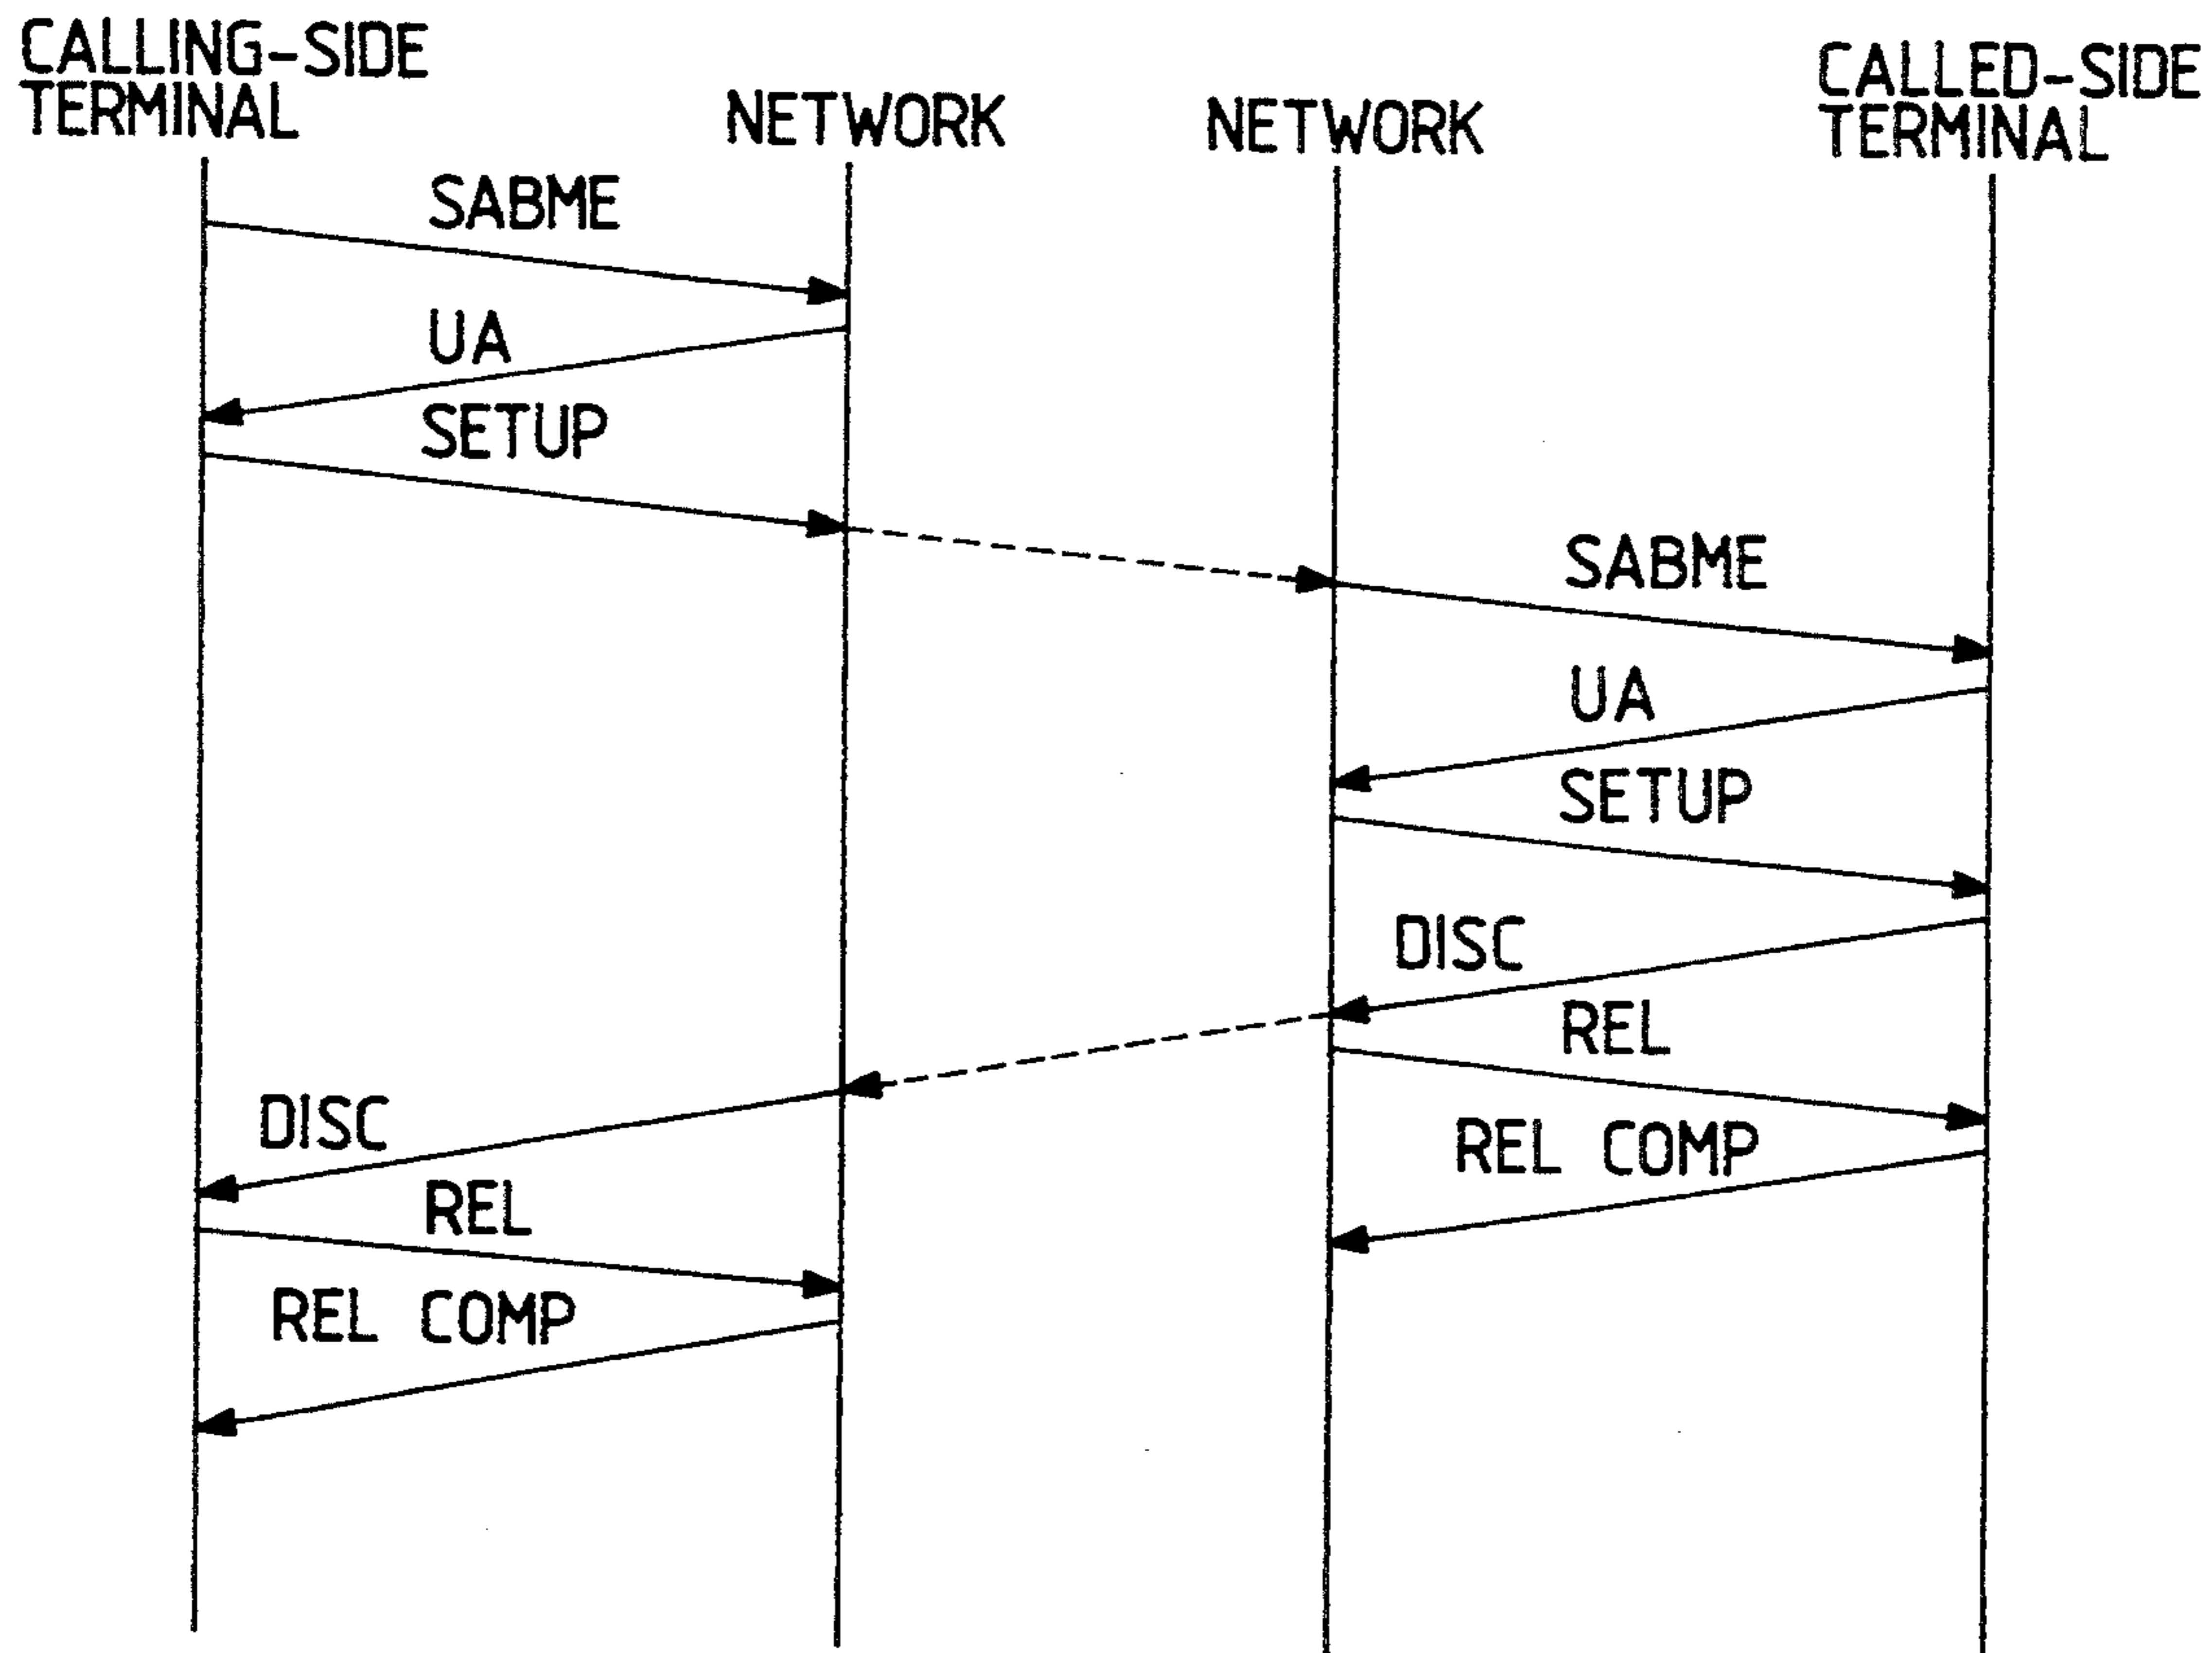 CALLING-SIDE
TERMINAL
NETWORK
NETWORK
CALLED-SIDE
TERMINAL
SABME
UA
SETUP
SABME
UA
SETUP
DISC
REL
DISC
REL COMP
REL
REL COMP